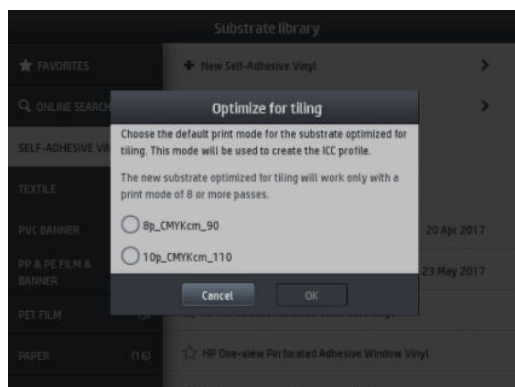 Substrate library
FAVORITES
New Self-Adhesive Vinyl
ONLINE SEARCH
Optimize for tiling
Choose the default print mode for the substrate optimized for
tiling. This mode will be used to create the ICC profile.
The new substrate optimized for tiling will work only with a
print mode of 8 or more passes.
8p_CMYKcm_90
10p_CMYKcm_110
Cancel
OK
SELF-ADHESIVE
TEXTILE
PVC BANNER
20 Apr 2017
PP & PE FILM &
BANNER
23 May 2017
PET FILM
PAPER
(16)
HP One-view Perforated Adhesive Window Vinyl